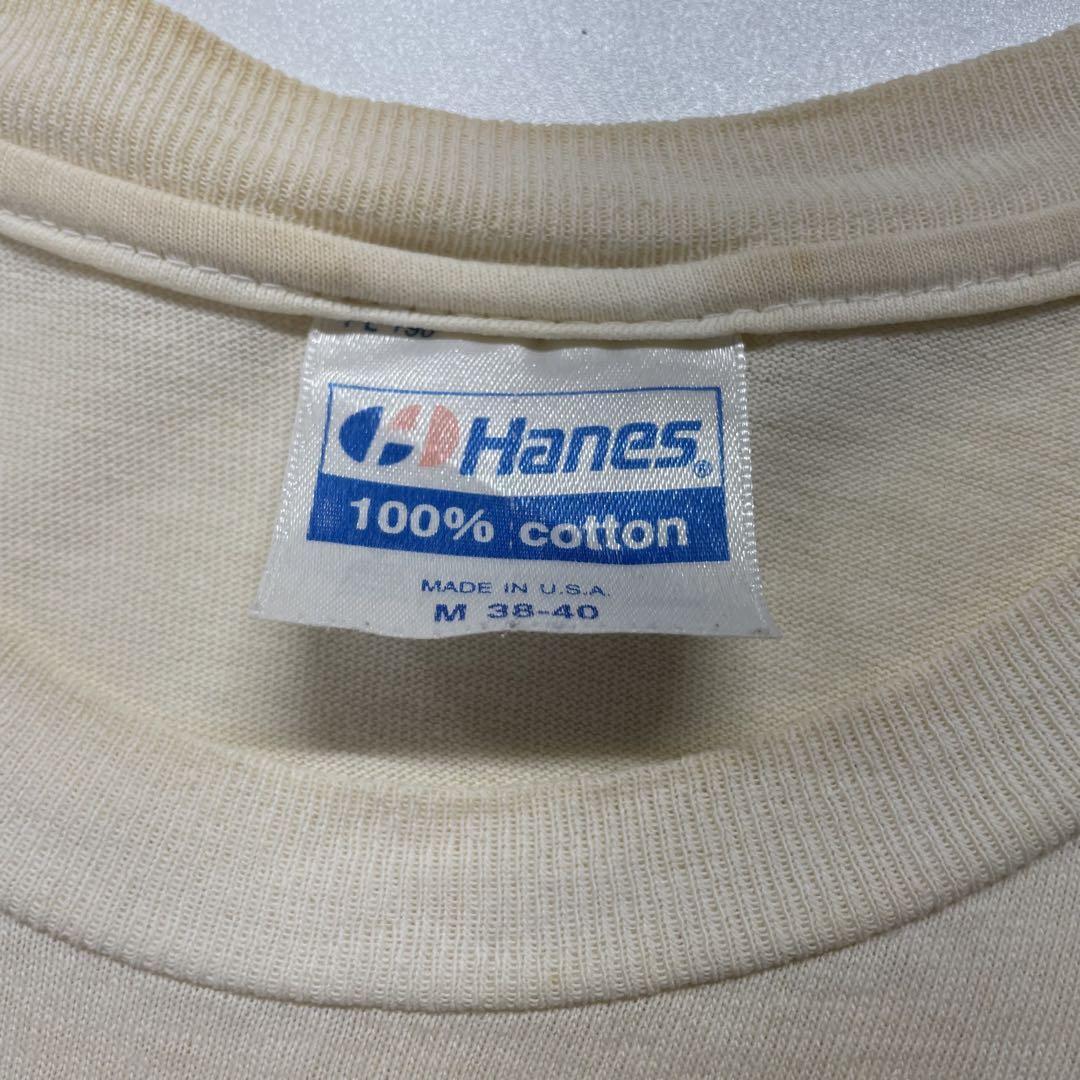 Hanes®
100% cotton
MADE IN U.S.A.
M 38-40